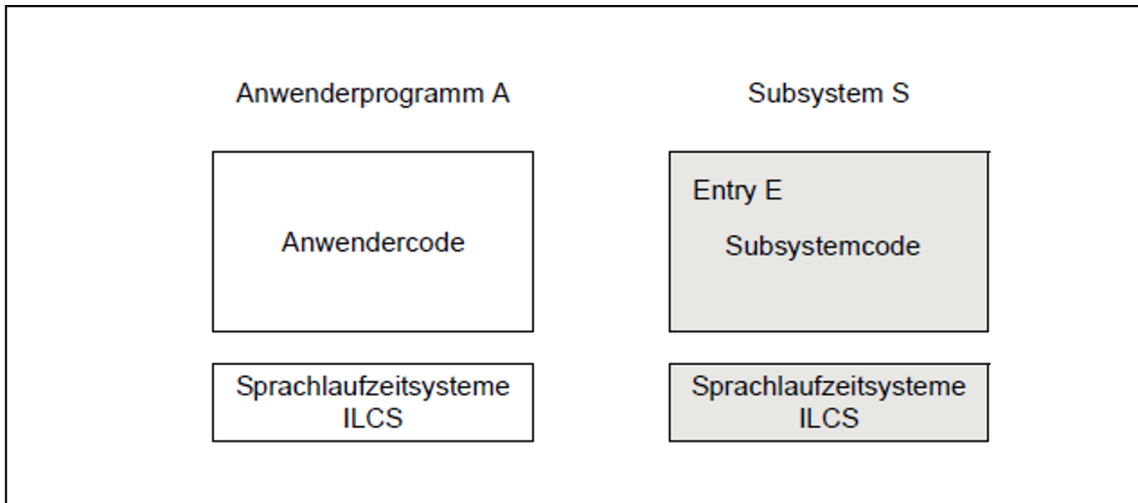 Anwenderprogramm A
Subsystem S
Anwendercode
Entry E
Subsystemcode
Sprachlaufzeitsysteme
ILCS
Sprachlaufzeitsysteme
ILCS